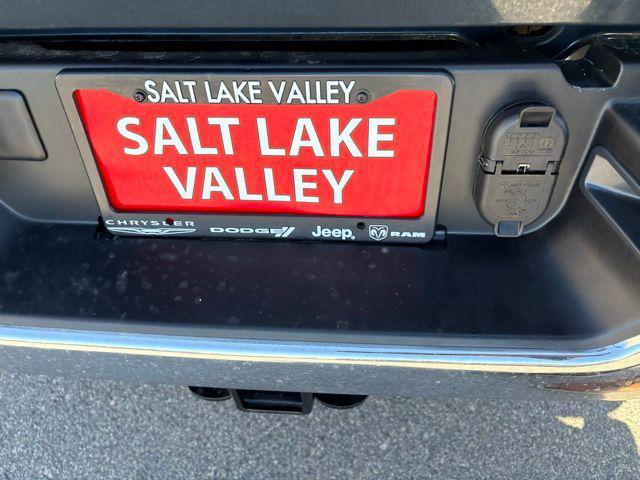 SALT LAKE VALLEY
SALT LAKE
VALLEY
CHRYSLER DODGE Jeep RAM